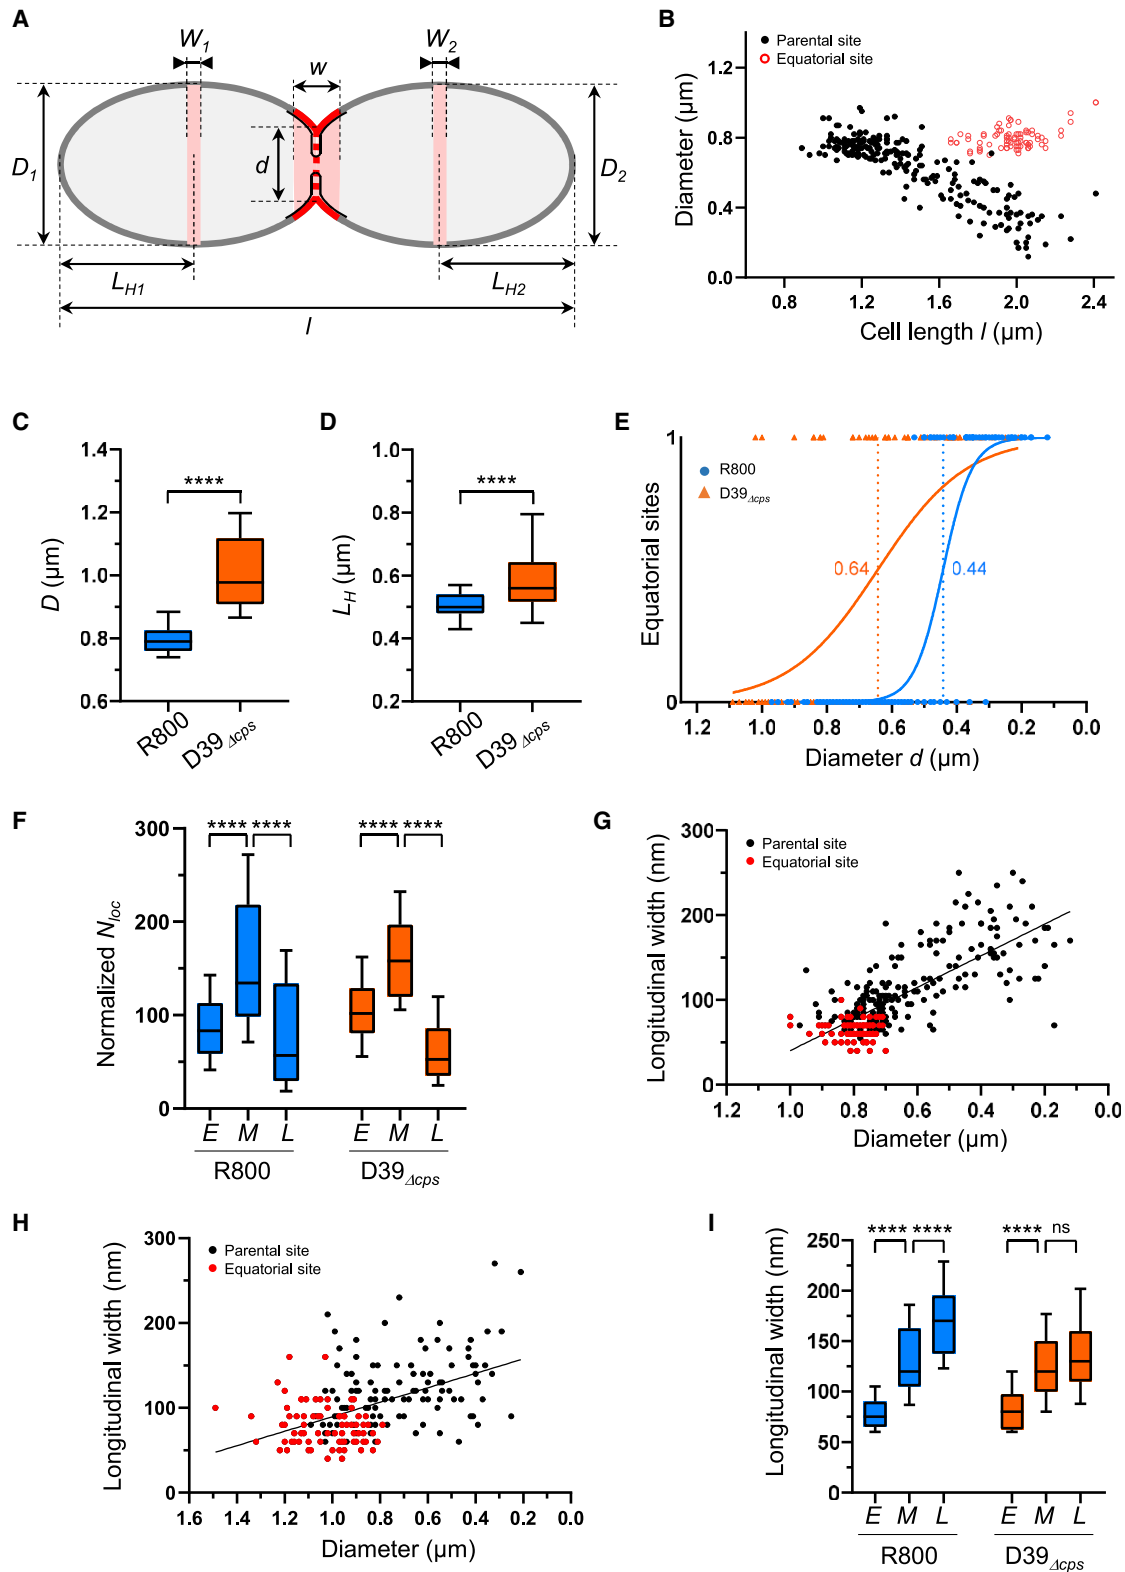 A
W1
w
W2
D1
d
D2
LH1
LH2
l
B
Parental site
Equatorial site
Diameter (µm)
1.2
0.8
0.4
0.0
0.8 1.2 1.6 2.0 2.4
Cell length l (µm)
C
****
D (µm)
1.4
1.2
1.0
0.8
0.6
R800
D39Δcps
D
****
LH (µm)
1.0
0.8
0.6
0.4
0.2
R800
D39Δcps
E
1
R800
D39Δcps
Equatorial sites
0.64
0.44
0
1.2 1.0 0.8 0.6 0.4 0.2 0.0
Diameter d (µm)
F
**** **** **** ****
Normalized Nloc
300
200
100
0
E M L E M L
R800 D39Δcps
G
Parental site
Equatorial site
Longitudinal width (nm)
300
200
100
0
1.2 1.0 0.8 0.6 0.4 0.2 0.0
Diameter (µm)
H
Parental site
Equatorial site
Longitudinal width (nm)
300
200
100
0
1.6 1.4 1.2 1.0 0.8 0.6 0.4 0.2 0.0
Diameter (µm)
I
**** **** **** ns
Longitudinal width (nm)
250
200
150
100
50
0
E M L E M L
R800 D39Δcps